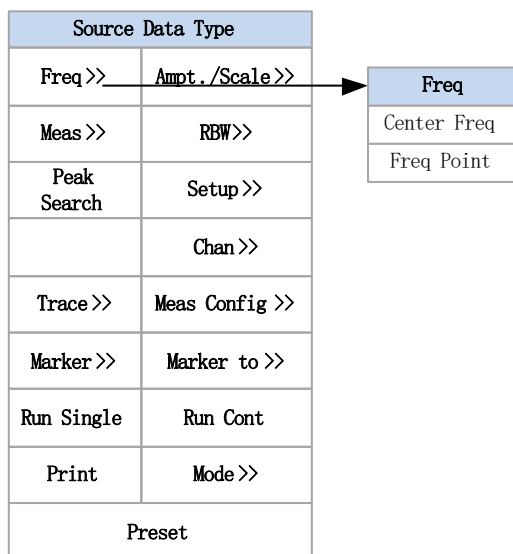 Source Data Type
Freq>> Ampt./Scale>>
Meas>> RBW>>
Peak
Search
Setup>>
Chan>>
Trace>> Meas Config >>
Marker>> Marker to >>
Run Single Run Cont
Print Mode>>
Preset
Freq
Center Freq
Freq Point